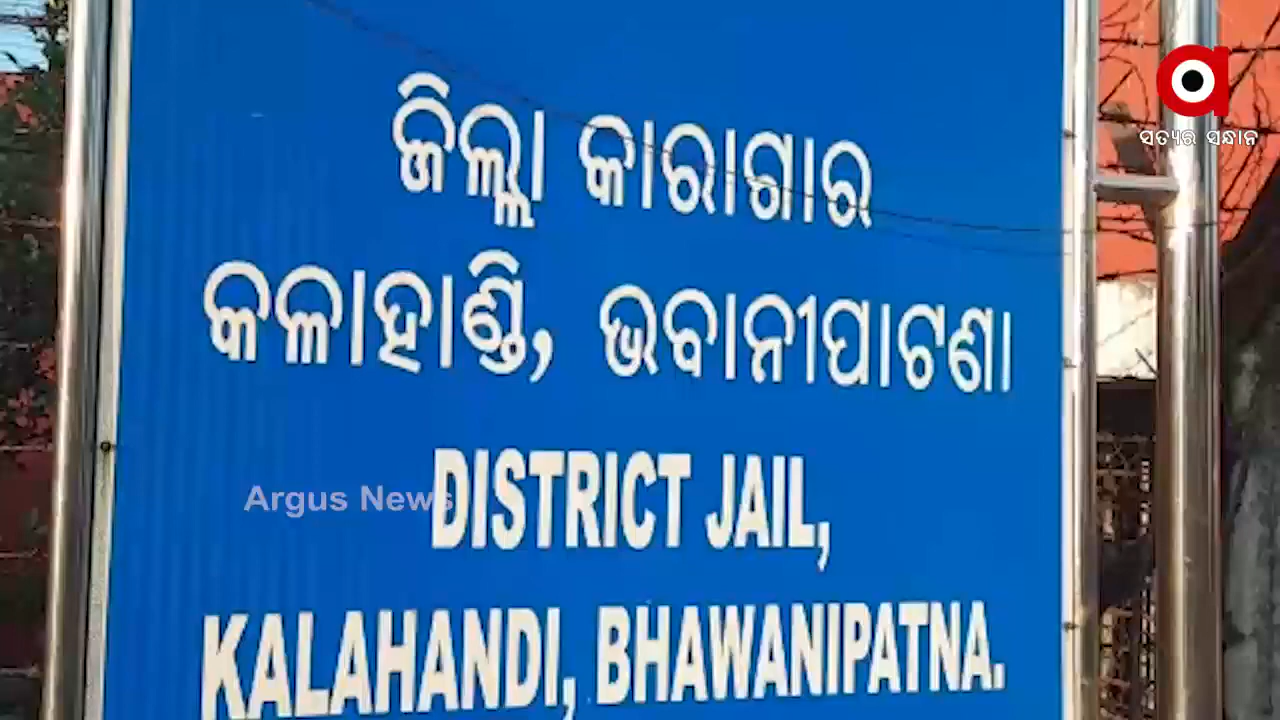 ଜିଲ୍ଲା କାରାଗାର
କଳାହାଣ୍ଡି, ଭବାନୀପାଟଣା
DISTRICT JAIL,
KALAHANDI, BHAWANIPATNA.
Argus News
a
ସତ୍ୟର ସନ୍ଧାନ